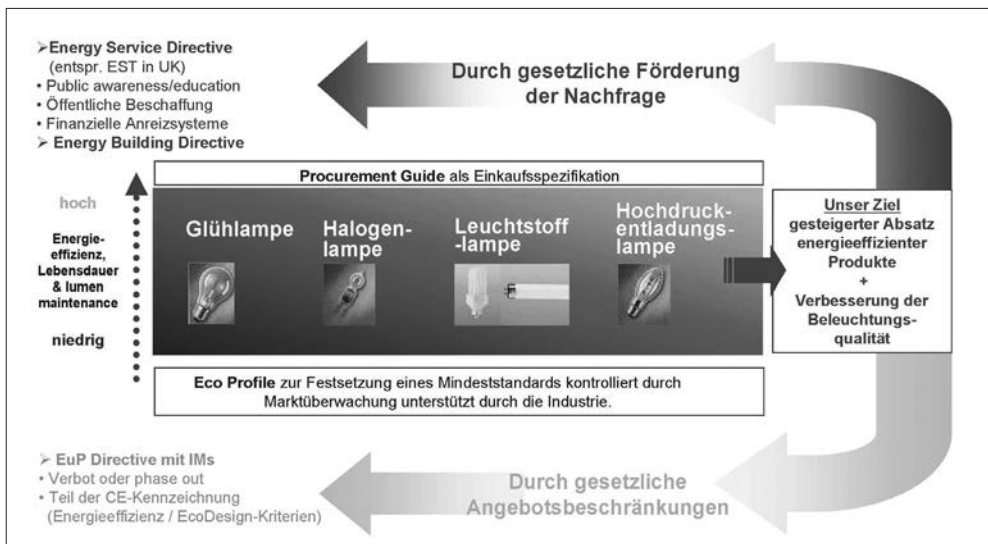 ➢Energy Service Directive
(entspr. EST in UK)
• Public awareness/education
• Öffentliche Beschaffung
• Finanzielle Anreizsysteme
➢ Energy Building Directive
Durch gesetzliche Förderung
der Nachfrage
Procurement Guide als Einkaufsspezifikation
hoch
Energie-
effizienz,
Lebensdauer
& lumen
maintenance
niedrig
Glühlampe
Halogen-
lampe
Leuchtstoff
-lampe
Hochdruck-
entladungs-
lampe
Unser Ziel
gesteigerter Absatz
energieeffizienter
Produkte
+
Verbesserung der
Beleuchtungs-
qualität
Eco Profile zur Festsetzung eines Mindeststandards kontrolliert durch
Marktüberwachung unterstützt durch die Industrie.
➢ EuP Directive mit IMs
• Verbot oder phase out
• Teil der CE-Kennzeichnung
(Energieeffizienz / EcoDesign-Kriterien)
Durch gesetzliche
Angebotsbeschränkungen